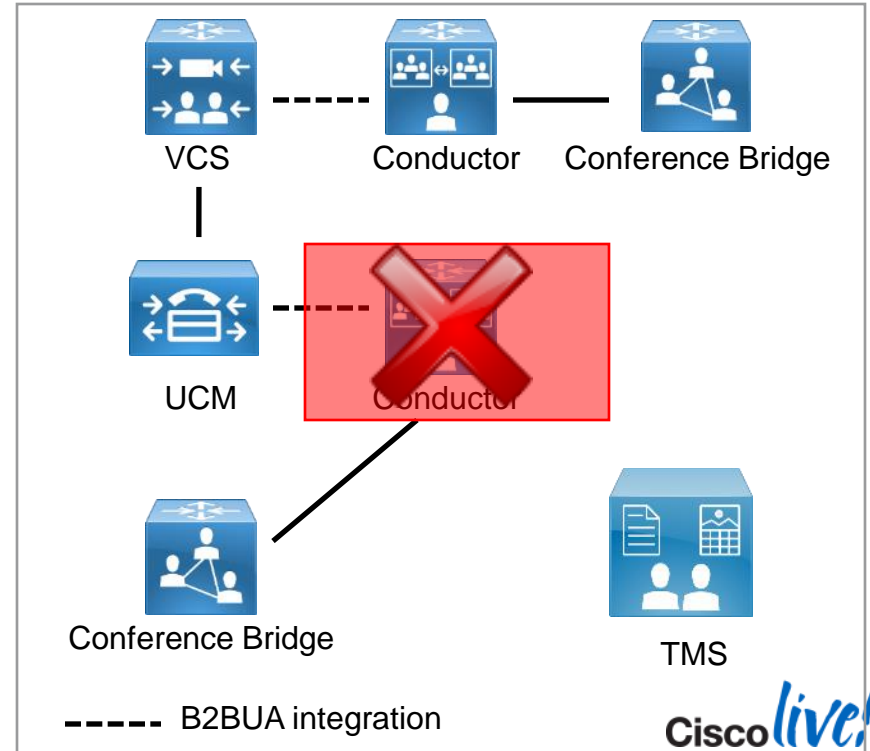 VCS
Conductor
Conference Bridge
UCM
Conductor
Conference Bridge
TMS
B2BUA integration
Cisco live!